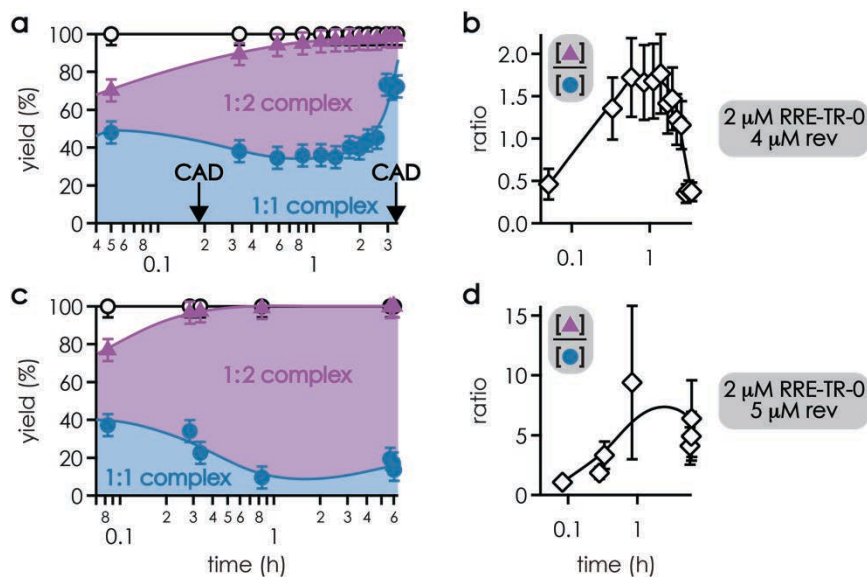 a
100
80
60
40
20
0
yield (%)
1:2 complex
CAD
CAD
1:1 complex
4 5 6 8 2 3 4 5 6 8 2 3
0.1 1
b
[▲]
[●]
2.0
1.5
1.0
0.5
0.0
ratio
0.1 1
2 μM RRE-TR-0
4 μM rev
c
100
80
60
40
20
0
yield (%)
1:2 complex
1:1 complex
8 2 3 4 5 6 8 2 3 4 5 6
0.1 1
time (h)
d
[▲]
[●]
15
10
5
0
ratio
0.1 1
time (h)
2 μM RRE-TR-0
5 μM rev